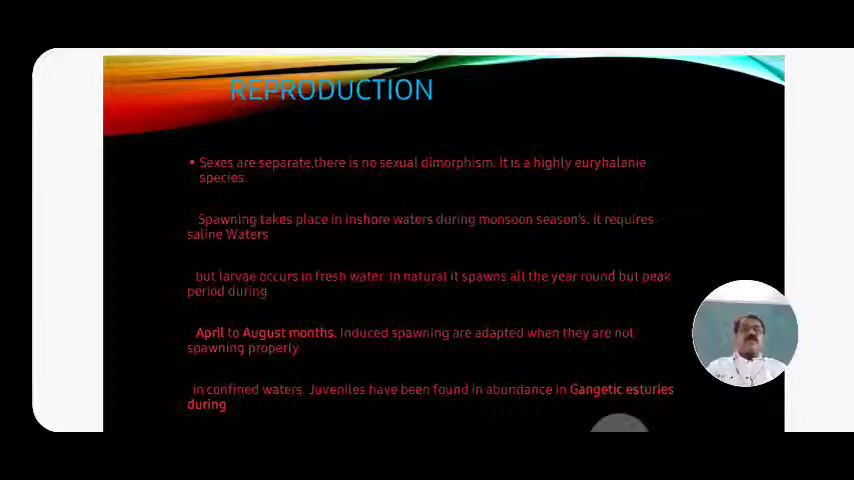 REPRODUCTION
• Sexes are separate,there is no sexual dimorphism. It is a highly euryhalanie
species.
Spawning takes place in inshore waters during monsoon season's. It requires
saline Waters
but larvae occurs in fresh water. In natural it spawns all the year round but peak
period during
April to August months. Induced spawning are adapted when they are not
spawning properly
in confined waters. Juveniles have been found in abundance in Gangetic esturies
during